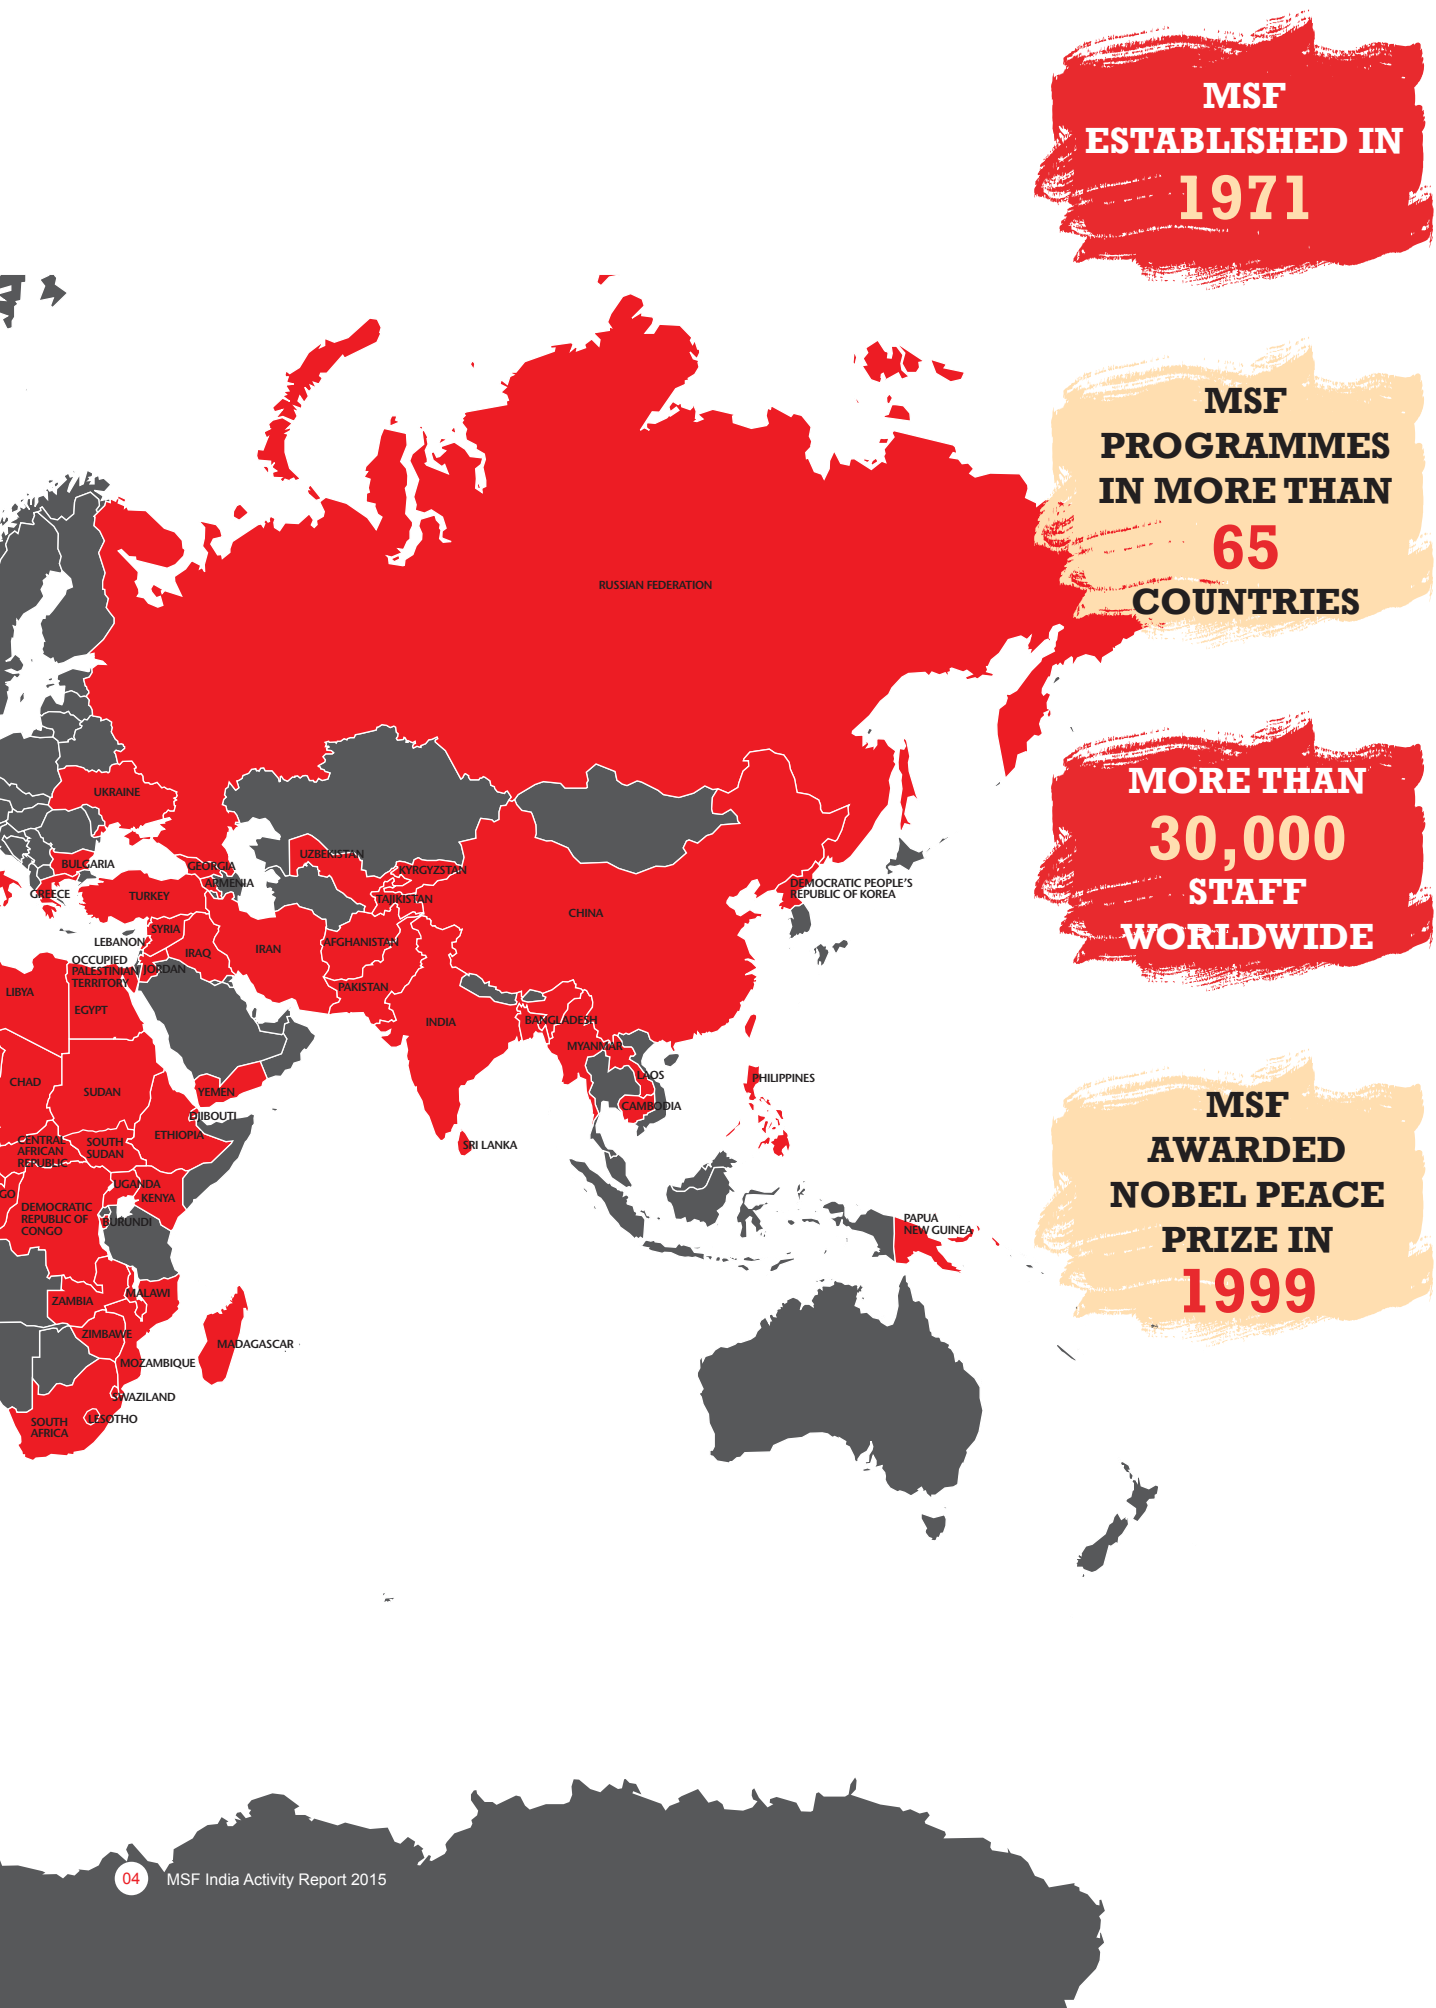 MSF
ESTABLISHED IN
1971
MSF
PROGRAMMES
IN MORE THAN
65
COUNTRIES
MORE THAN
30,000
STAFF
WORLDWIDE
MSF
AWARDED
NOBEL PEACE
PRIZE IN
1999
RUSSIAN FEDERATION
UKRAINE
BULGARIA
GEORGIA
UZBEKISTAN
KYRGYZSTAN
ARMENIA
GREECE
TURKEY
TAJIKISTAN
DEMOCRATIC PEOPLE'S
REPUBLIC OF KOREA
CHINA
SYRIA
LEBANON
IRAQ
IRAN
AFGHANISTAN
OCCUPIED
PALESTINIAN
TERRITORY
JORDAN
PAKISTAN
LIBYA
EGYPT
INDIA
BANGLADESH
MYANMAR
LAOS
PHILIPPINES
CAMBODIA
CHAD
SUDAN
YEMEN
DJIBOUTI
ETHIOPIA
SRI LANKA
CENTRAL
AFRICAN
REPUBLIC
SOUTH
SUDAN
UGANDA
KENYA
GO
DEMOCRATIC
REPUBLIC OF
CONGO
BURUNDI
PAPUA
NEW GUINEA
ZAMBIA
MALAWI
ZIMBAWE
MADAGASCAR
MOZAMBIQUE
SWAZILAND
LESOTHO
SOUTH
AFRICA
04 MSF India Activity Report 2015